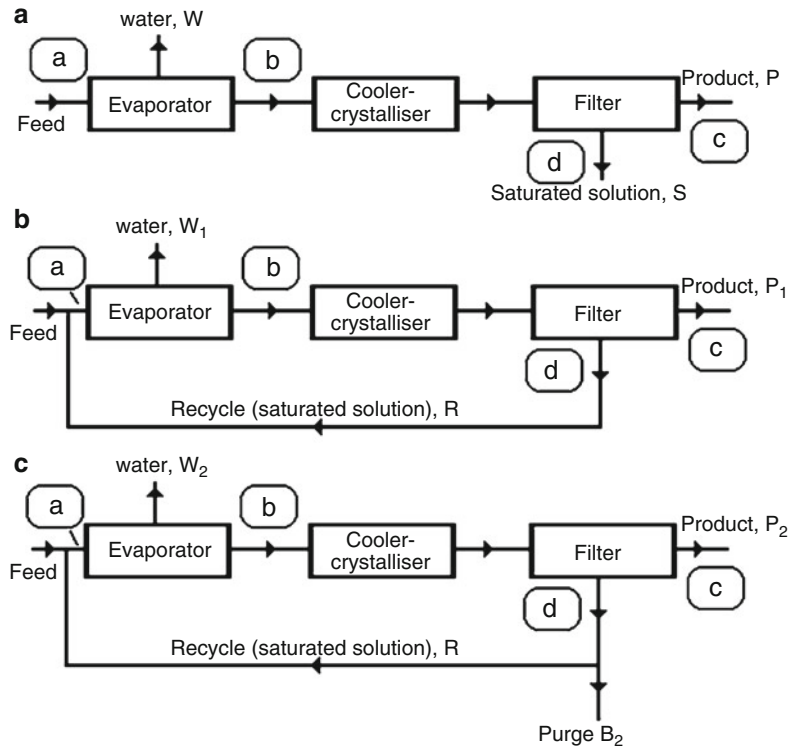 a
water, W
a
b
Evaporator
Cooler-
crystalliser
Filter
Product, P
Feed
c
d
Saturated solution, S
b
water, W₁
a
b
Evaporator
Cooler-
crystalliser
Filter
Product, P₁
Feed
c
d
Recycle (saturated solution), R
c
water, W₂
a
b
Evaporator
Cooler-
crystalliser
Filter
Product, P₂
Feed
c
d
Recycle (saturated solution), R
Purge B₂